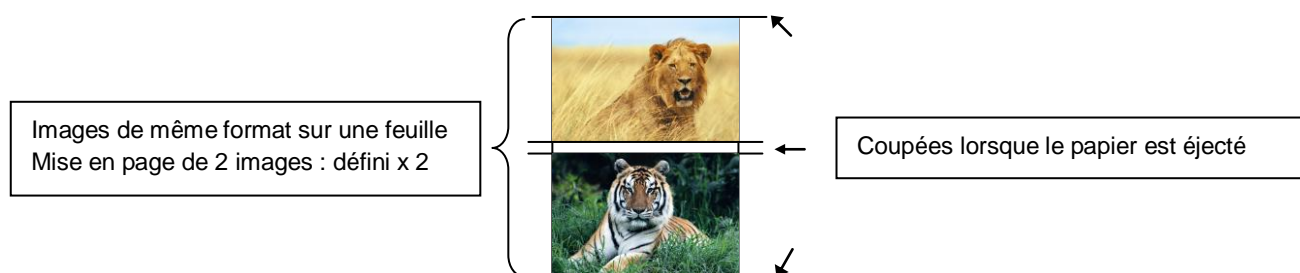 Images de même format sur une feuille
Mise en page de 2 images : défini x 2
Coupées lorsque le papier est éjecté